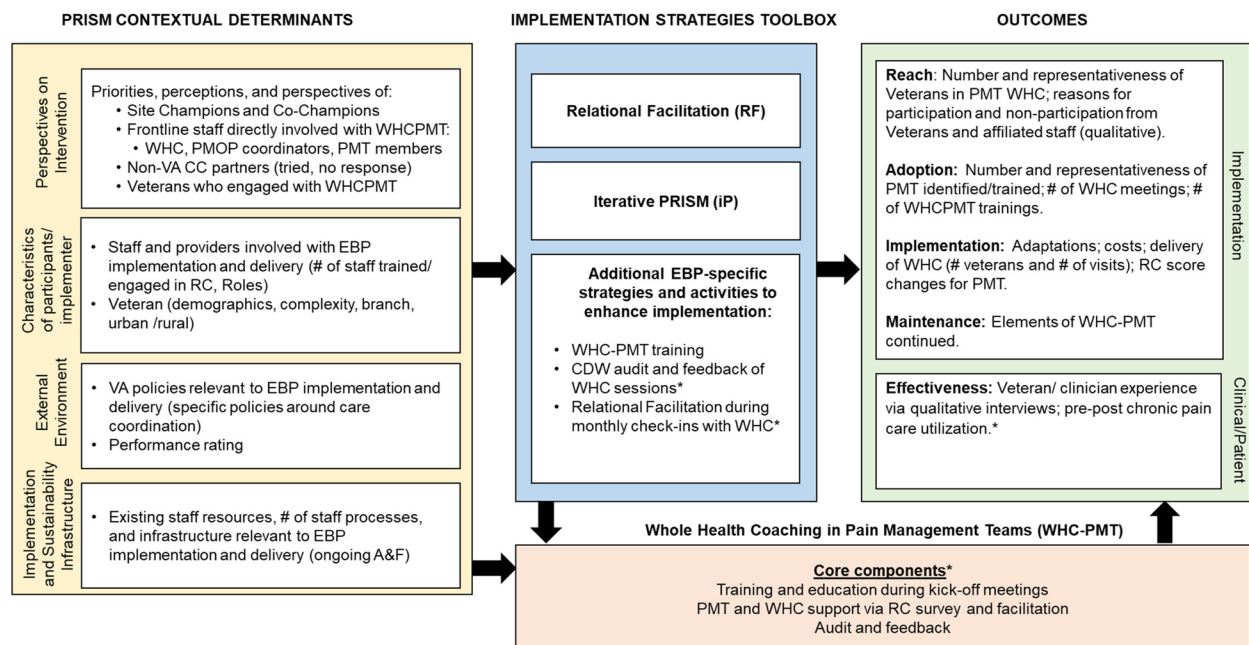 PRISM CONTEXTUAL DETERMINANTS
Perspectives on
Intervention
Priorities, perceptions, and perspectives of:
• Site Champions and Co-Champions
• Frontline staff directly involved with WHCPMT:
• WHC, PMOP coordinators, PMT members
• Non-VA CC partners (tried, no response)
• Veterans who engaged with WHCPMT
Characteristics
of participants/
implementer
• Staff and providers involved with EBP
implementation and delivery (# of staff trained/
engaged in RC, Roles)
• Veteran (demographics, complexity, branch,
urban /rural)
External
Environment
• VA policies relevant to EBP implementation and
delivery (specific policies around care
coordination)
• Performance rating
Implementation
and Sustainability
Infrastructure
• Existing staff resources, # of staff processes,
and infrastructure relevant to EBP
implementation and delivery (ongoing A&F)
IMPLEMENTATION STRATEGIES TOOLBOX
Relational Facilitation (RF)
Iterative PRISM (iP)
Additional EBP-specific
strategies and activities to
enhance implementation:
• WHC-PMT training
• CDW audit and feedback of
WHC sessions*
• Relational Facilitation during
monthly check-ins with WHC*
OUTCOMES
Reach: Number and representativeness of
Veterans in PMT WHC; reasons for
participation and non-participation from
Veterans and affiliated staff (qualitative).
Adoption: Number and representativeness of
PMT identified/trained; # of WHC meetings; #
of WHCPMT trainings.
Implementation: Adaptations; costs; delivery
of WHC (# veterans and # of visits); RC score
changes for PMT.
Maintenance: Elements of WHC-PMT
continued.
Implementation
Effectiveness: Veteran/ clinician experience
via qualitative interviews; pre-post chronic pain
care utilization.*
Clinical/Patient
Whole Health Coaching in Pain Management Teams (WHC-PMT)
Core components*
Training and education during kick-off meetings
PMT and WHC support via RC survey and facilitation
Audit and feedback